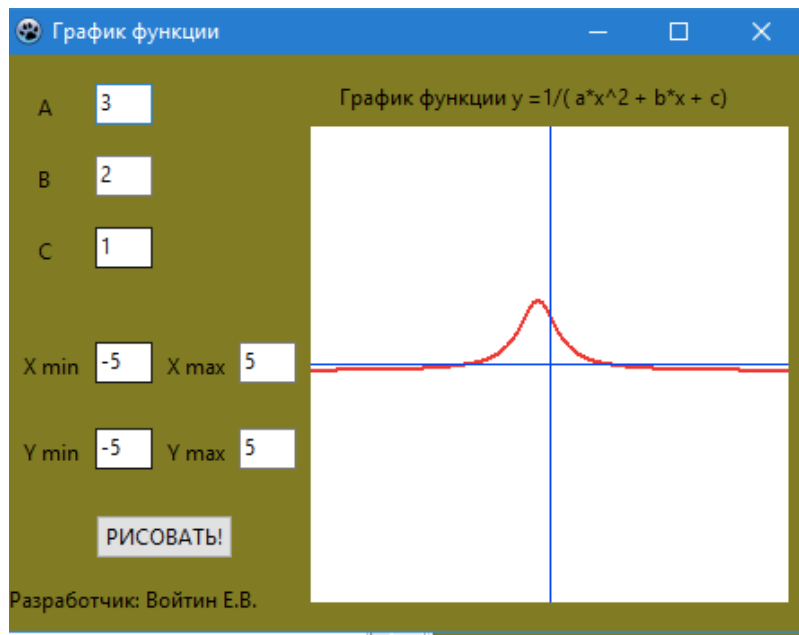 График функции
График функции y =1/( a*x^2 + b*x + c)
A 3
B 2
C 1
X min -5 X max 5
Y min -5 Y max 5
РИСОВАТЬ!
Разработчик: Войтин Е.В.